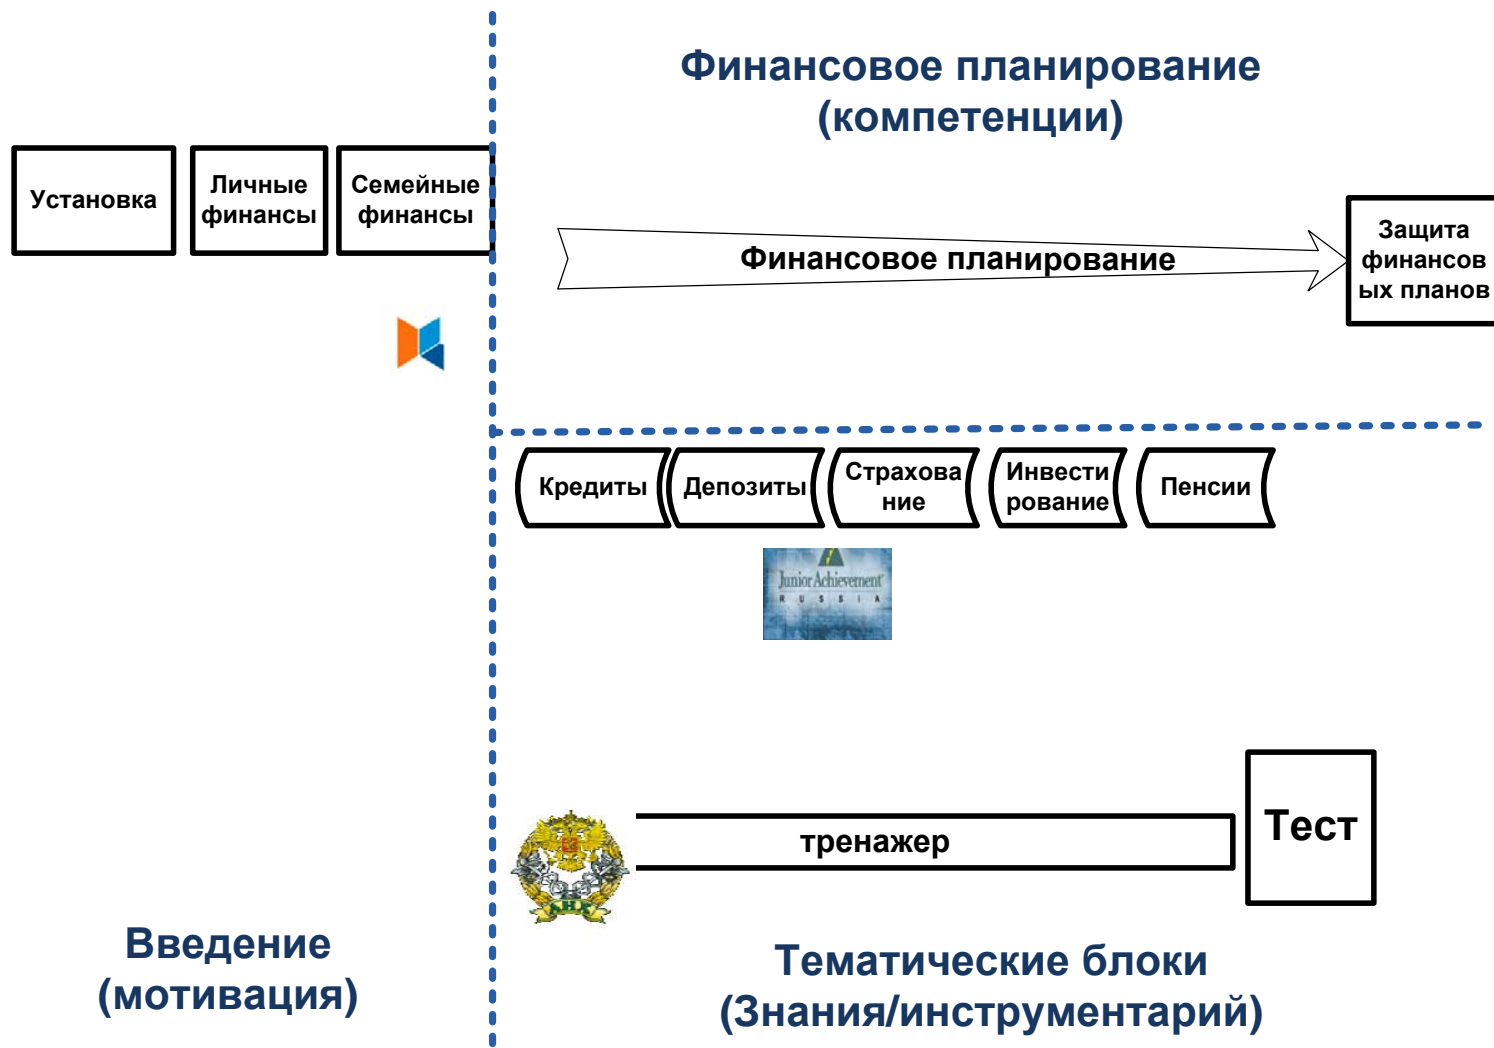 Финансовое планирование
(компетенции)
Установка
Личные
финансы
Семейные
финансы
Финансовое планирование
Защита
финансов
ых планов
Кредиты
Депозиты
Страхова
ние
Инвести
рование
Пенсии
Junior Achievement
RUSSIA
тренажер
Тест
АНХ
Введение
(мотивация)
Тематические блоки
(Знания/инструментарий)